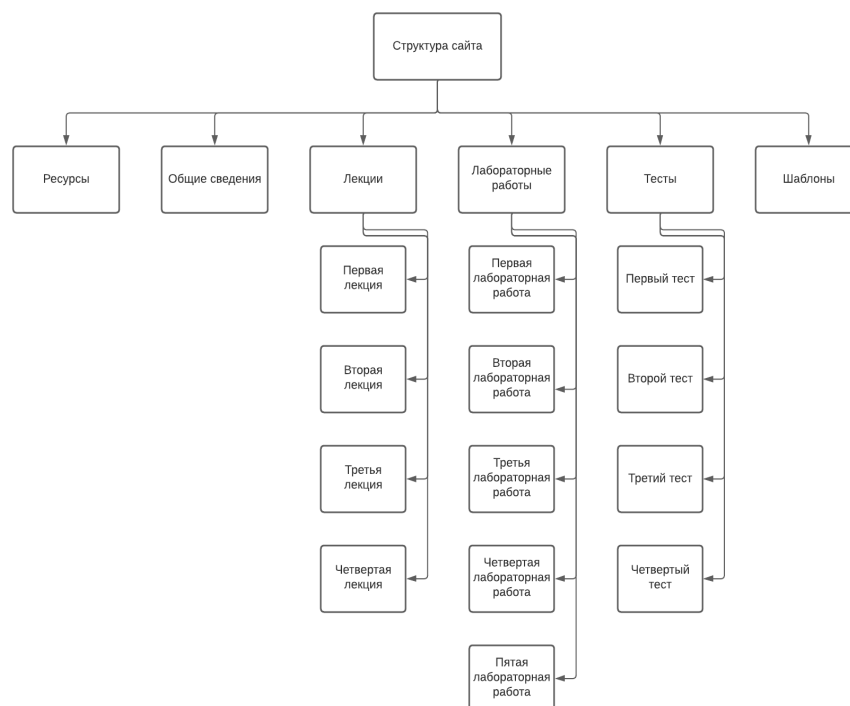 Структура сайта
Ресурсы
Общие сведения
Лекции
Лабораторные
работы
Тесты
Шаблоны
Первая
лекция
Первая
лабораторная
работа
Первый тест
Вторая
лекция
Вторая
лабораторная
работа
Второй тест
Третья
лекция
Третья
лабораторная
работа
Третий тест
Четвертая
лекция
Четвертая
лабораторная
работа
Четвертый
тест
Пятая
лабораторная
работа